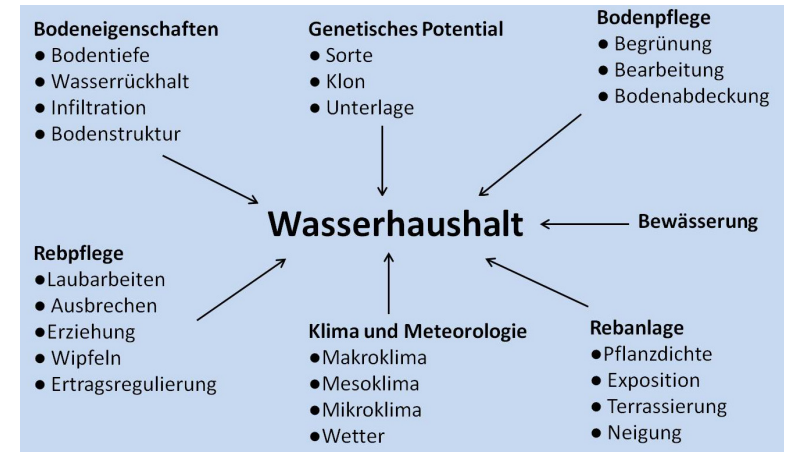 Bodeneigenschaften
● Bodentiefe
● Wasserrückhalt
● Infiltration
● Bodenstruktur
Genetisches Potential
● Sorte
● Klon
● Unterlage
Bodenpflege
● Begrünung
● Bearbeitung
● Bodenabdeckung
Wasserhaushalt
Bewässerung
Rebpflege
●Laubarbeiten
● Ausbrechen
●Erziehung
● Wipfeln
● Ertragsregulierung
Klima und Meteorologie
●Makroklima
●Mesoklima
●Mikroklima
●Wetter
Rebanlage
●Pflanzdichte
● Exposition
● Terrassierung
● Neigung